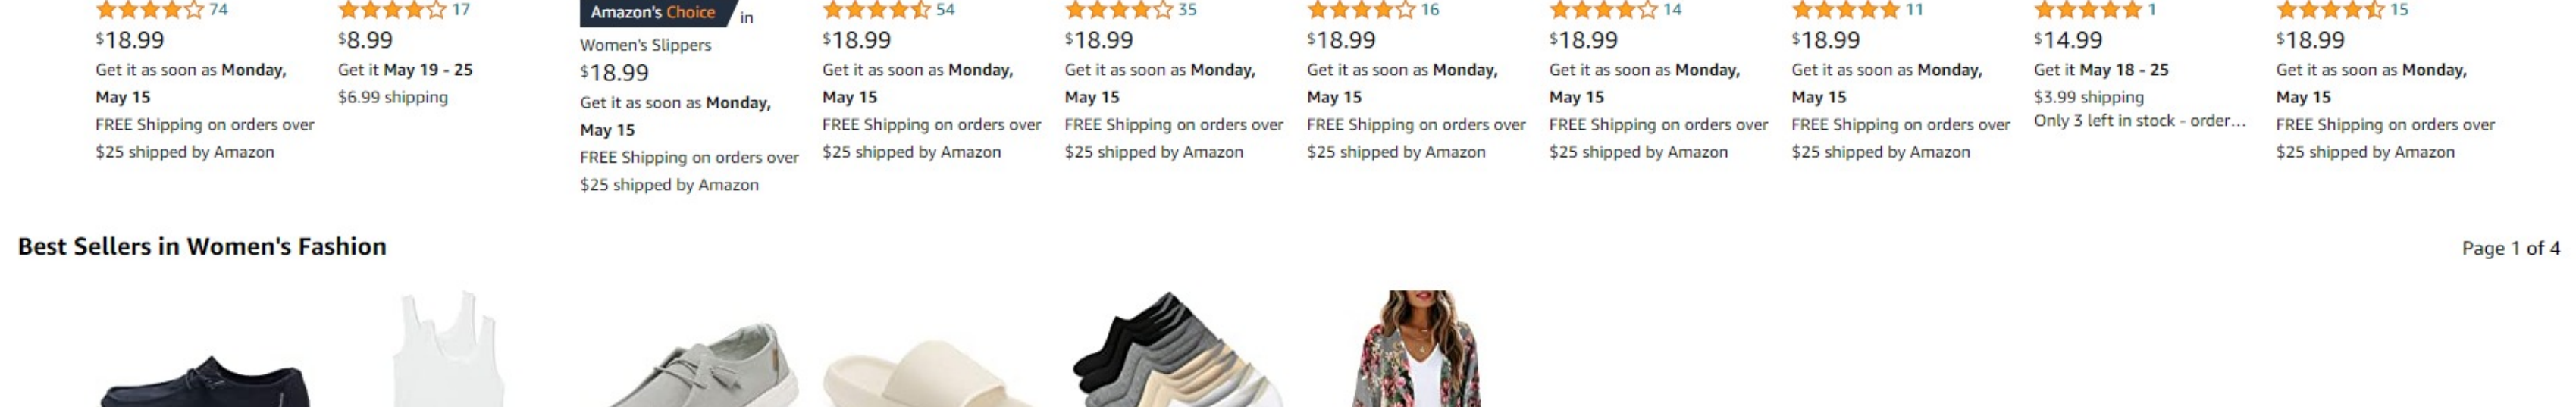 74
$18.99
Get it as soon as Monday,
May 15
FREE Shipping on orders over
$25 shipped by Amazon
17
$8.99
Get it May 19 - 25
$6.99 shipping
Amazon's Choice in
Women's Slippers
$18.99
Get it as soon as Monday,
May 15
FREE Shipping on orders over
$25 shipped by Amazon
54
$18.99
Get it as soon as Monday,
May 15
FREE Shipping on orders over
$25 shipped by Amazon
35
$18.99
Get it as soon as Monday,
May 15
FREE Shipping on orders over
$25 shipped by Amazon
16
$18.99
Get it as soon as Monday,
May 15
FREE Shipping on orders over
$25 shipped by Amazon
14
$18.99
Get it as soon as Monday,
May 15
FREE Shipping on orders over
$25 shipped by Amazon
11
$18.99
Get it as soon as Monday,
May 15
FREE Shipping on orders over
$25 shipped by Amazon
1
$14.99
Get it May 18 - 25
$3.99 shipping
Only 3 left in stock - order...
15
$18.99
Get it as soon as Monday,
May 15
FREE Shipping on orders over
$25 shipped by Amazon
Best Sellers in Women's Fashion
Page 1 of 4